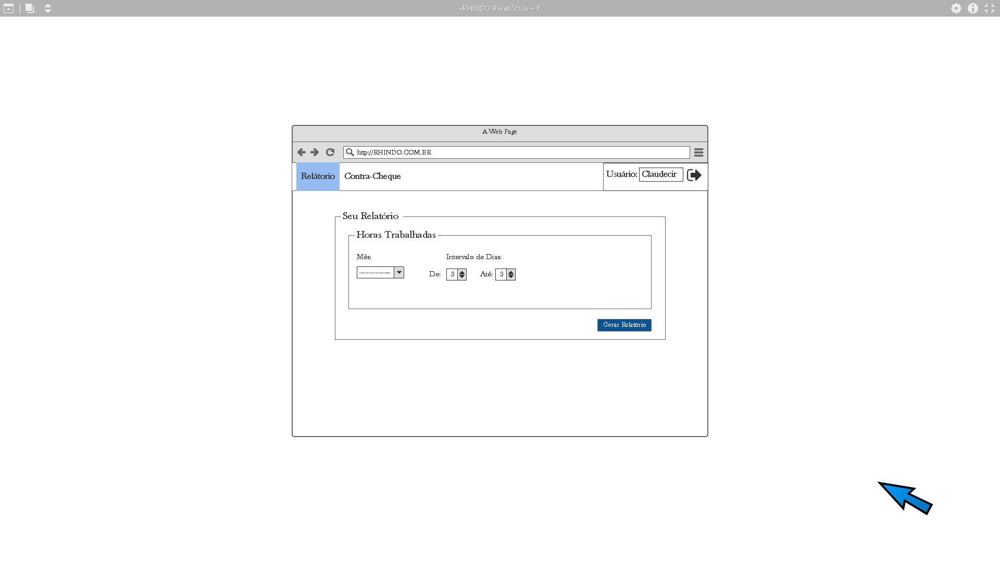 -RHINDO Relatórios - F
A Web Page
http://RHINDO.COM.BR
Relátorio Contra-Cheque Usuário: Claudecir
Seu Relatório
Horas Trabalhadas
Mês: Intervalo de Dias:
De: 3 Até: 3
Gerar Relatório